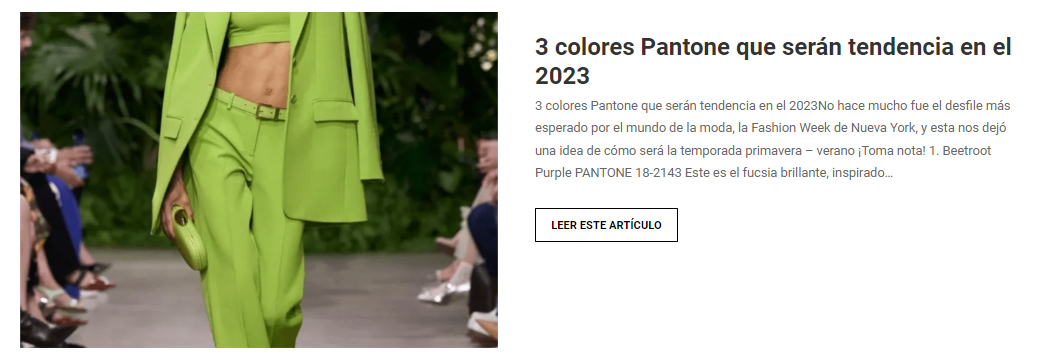 3 colores Pantone que serán tendencia en el
2023
3 colores Pantone que serán tendencia en el 2023No hace mucho fue el desfile más
esperado por el mundo de la moda, la Fashion Week de Nueva York, y esta nos dejó
una idea de cómo será la temporada primavera – verano ¡Toma nota! 1. Beetroot
Purple PANTONE 18-2143 Este es el fucsia brillante, inspirado...
LEER ESTE ARTÍCULO